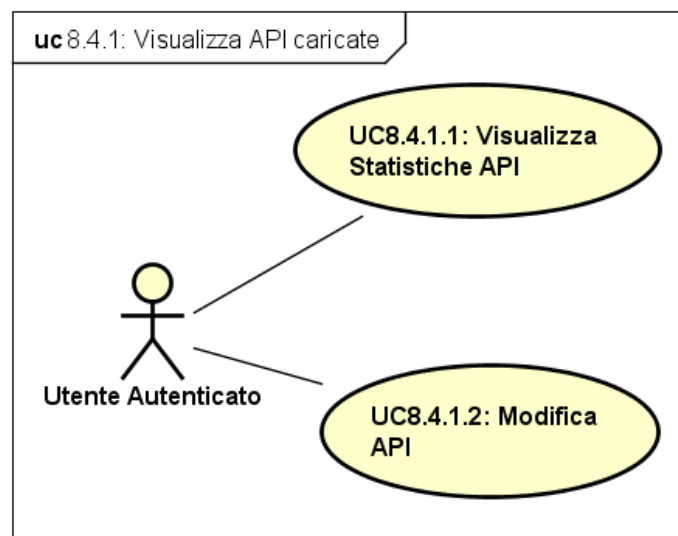 uc 8.4.1: Visualizza API caricate
UC8.4.1.1: Visualizza
Statistiche API
Utente Autenticato
UC8.4.1.2: Modifica
API